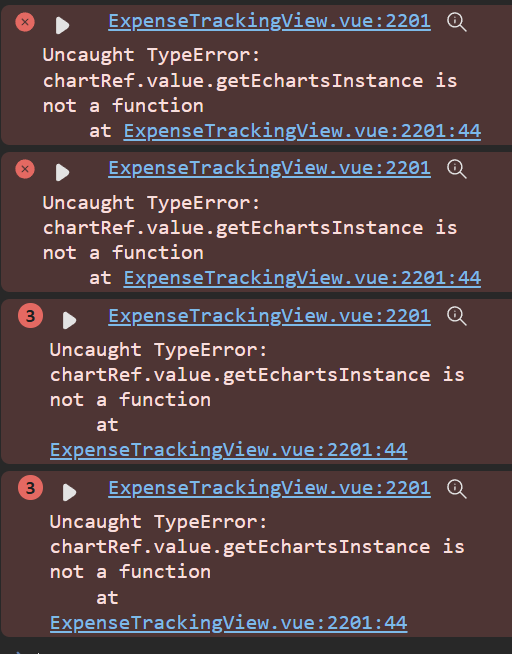 ExpenseTrackingView.vue:2201
Uncaught TypeError:
chartRef.value.getEchartsInstance is
not a function
at ExpenseTrackingView.vue:2201:44
ExpenseTrackingView.vue:2201
Uncaught TypeError:
chartRef.value.getEchartsInstance is
not a function
at ExpenseTrackingView.vue:2201:44
3 ExpenseTrackingView.vue:2201
Uncaught TypeError:
chartRef.value.getEchartsInstance is
not a function
at
ExpenseTrackingView.vue:2201:44
3 ExpenseTrackingView.vue:2201
Uncaught TypeError:
chartRef.value.getEchartsInstance is
not a function
at
ExpenseTrackingView.vue:2201:44